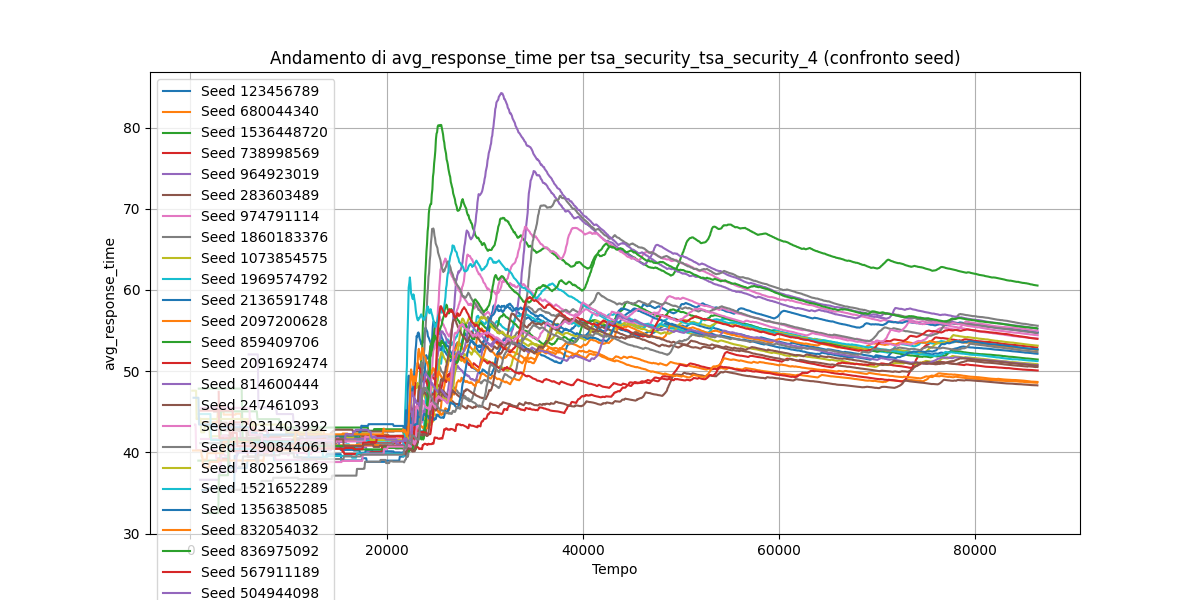 Andamento di avg_response_time per tsa_security_tsa_security_4 (confronto seed)
avg_response_time
80
70
60
50
40
30
Seed 123456789
Seed 680044340
Seed 1536448720
Seed 738998569
Seed 964923019
Seed 283603489
Seed 974791114
Seed 1860183376
Seed 1073854575
Seed 1969574792
Seed 2136591748
Seed 2097200628
Seed 859409706
Seed 2091692474
Seed 814600444
Seed 247461093
Seed 2031403992
Seed 1290844061
Seed 1802561869
Seed 1521652289
Seed 1356385085
Seed 832054032
Seed 836975092
Seed 567911189
Seed 504944098
0 20000 40000 60000 80000
Tempo